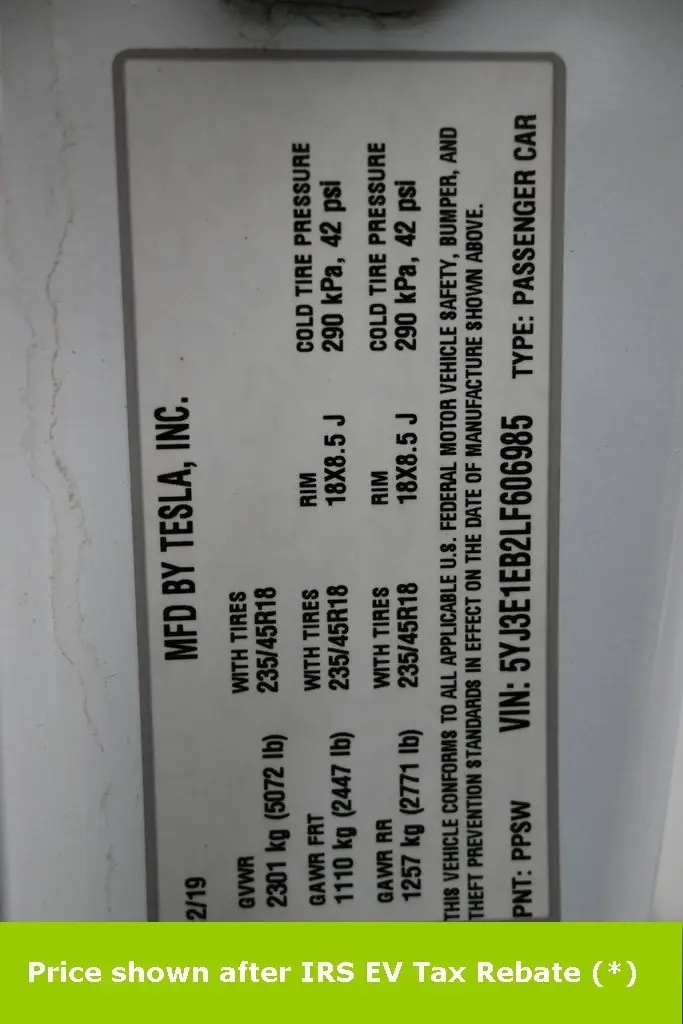 MFD BY TESLA, INC.
2/19
GVWR WITH TIRES
2301 kg (5072 lb) 235/45R18
GAWR FRT WITH TIRES RIM COLD TIRE PRESSURE
1110 kg (2447 lb) 235/45R18 18X8.5 J 290 kPa, 42 psi
GAWR RR WITH TIRES RIM COLD TIRE PRESSURE
1257 kg (2771 lb) 235/45R18 18X8.5 J 290 kPa, 42 psi
THIS VEHICLE CONFORMS TO ALL APPLICABLE U.S. FEDERAL MOTOR VEHICLE SAFETY, BUMPER, AND
THEFT PREVENTION STANDARDS IN EFFECT ON THE DATE OF MANUFACTURE SHOWN ABOVE.
PNT: PPSW VIN: 5YJ3E1EB2LF606985 TYPE: PASSENGER CAR
Price shown after IRS EV Tax Rebate (*)